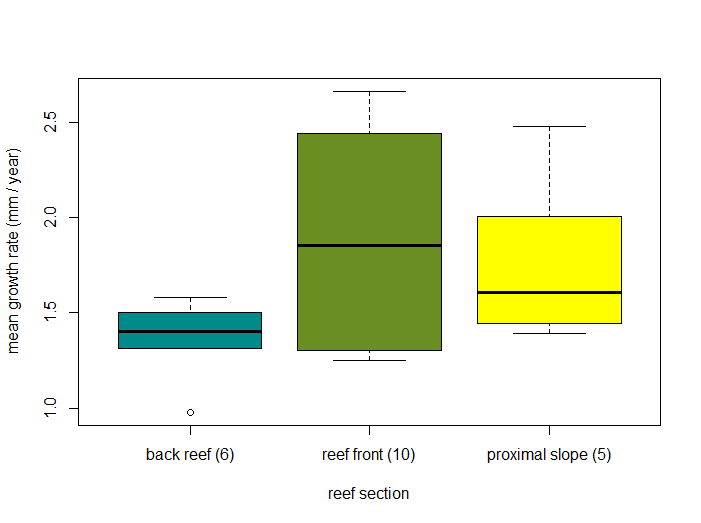 mean growth rate (mm / year)
2.5
2.0
1.5
1.0
back reef (6)
reef front (10)
proximal slope (5)
reef section